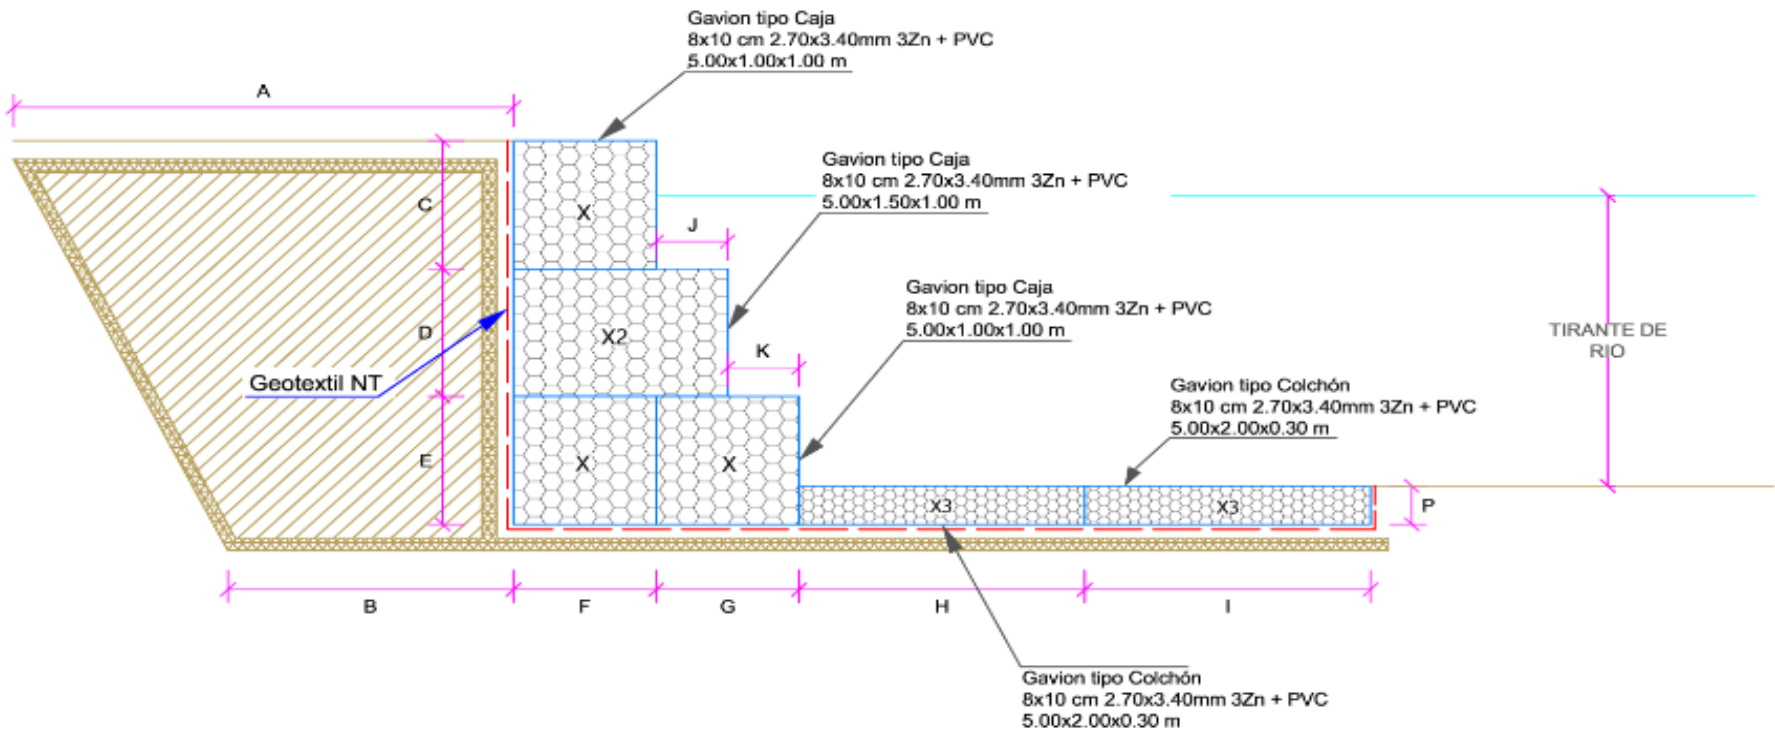 Gavion tipo Caja
8x10 cm 2.70x3.40mm 3Zn + PVC
5.00x1.00x1.00 m
A
Gavion tipo Caja
8x10 cm 2.70x3.40mm 3Zn + PVC
5.00x1.50x1.00 m
C
X
J
Gavion tipo Caja
8x10 cm 2.70x3.40mm 3Zn + PVC
5.00x1.00x1.00 m
D
X2
K
TIRANTE DE
RIO
Geotextil NT
Gavion tipo Colchón
8x10 cm 2.70x3.40mm 3Zn + PVC
5.00x2.00x0.30 m
E
X
X
X3
X3
P
B
F
G
H
I
Gavion tipo Colchón
8x10 cm 2.70x3.40mm 3Zn + PVC
5.00x2.00x0.30 m